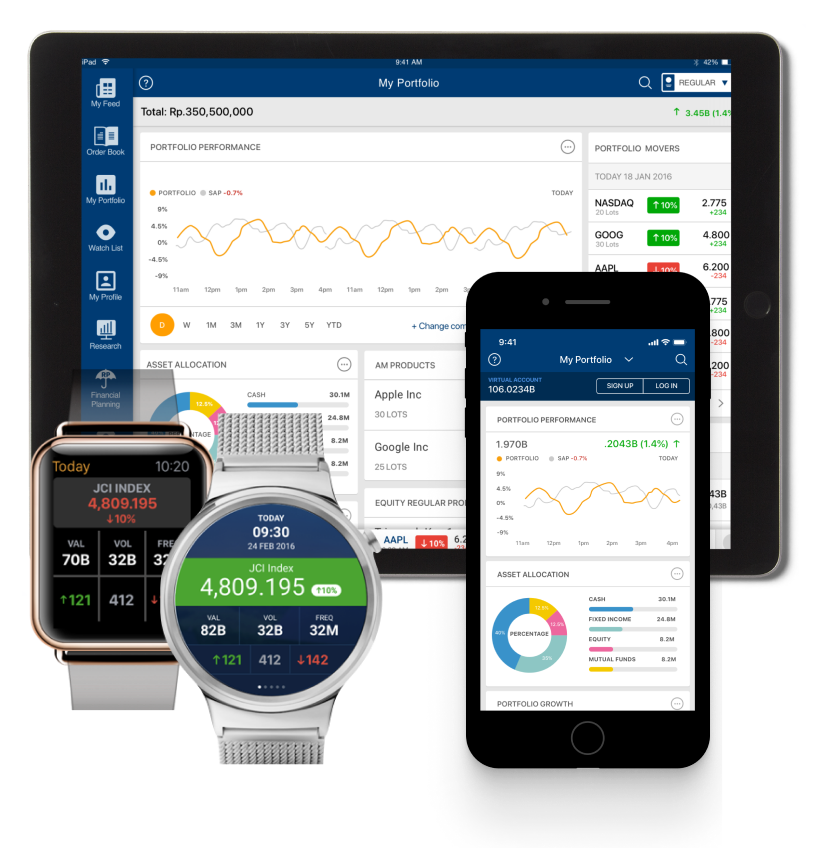 iPad
9:41 AM
42%
My Feed
Order Book
My Portfolio
Watch List
My Profile
Research
RP
Financial
Planning
My Portfolio
REGULAR
Total: Rp.350,500,000
↑ 3.45B (1.4%
PORTFOLIO PERFORMANCE
PORTFOLIO
SAP -0.7%
TODAY
9%
4.5%
0%
-4.5%
-9%
11am 12pm 1pm 2pm 3pm 4pm 11am 12pm 1pm 2pm
D W 1M 3M 1Y 3Y 5Y YTD
+ Change com
PORTFOLIO MOVERS
TODAY 18 JAN 2016
NASDAQ ↑10% 2.775
20 Lots +234
GOOG ↑10% 4.800
30 Lots +234
AAPL ↓10% 6.200
-234
775
+234
.800
-234
200
-234
43B
ASSET ALLOCATION
12.5%
NTAGE
CASH 30.1M
24.8M
8.2M
8.2M
AM PRODUCTS
Apple Inc
30 LOTS
Google Inc
25 LOTS
EQUITY REGULAR PRO
AAPL ↓10% 6.2
Today 10:20
JCI INDEX
4,809.195
↓10%
VAL VOL FRE
70B 32B 32
↑121 412 ↓
TODAY
09:30
24 FEB 2016
JCI Index
4,809.195 ↑10%
VAL VOL FREQ
82B 32B 32M
↑121 412 ↓142
9:41
My Portfolio
VIRTUAL ACCOUNT
106.0234B
SIGN UP
LOG IN
PORTFOLIO PERFORMANCE
1.970B .2043B (1.4%) ↑
PORTFOLIO SAP -0.7% TODAY
9%
4.5%
0%
-4.5%
-9%
11am 12pm 1pm 2pm 3pm 4pm
ASSET ALLOCATION
12.5%
12.5%
40%
30%
PERCENTAGE
CASH 30.1M
FIXED INCOME 24.8M
EQUITY 8.2M
MUTUAL FUNDS 8.2M
PORTFOLIO GROWTH